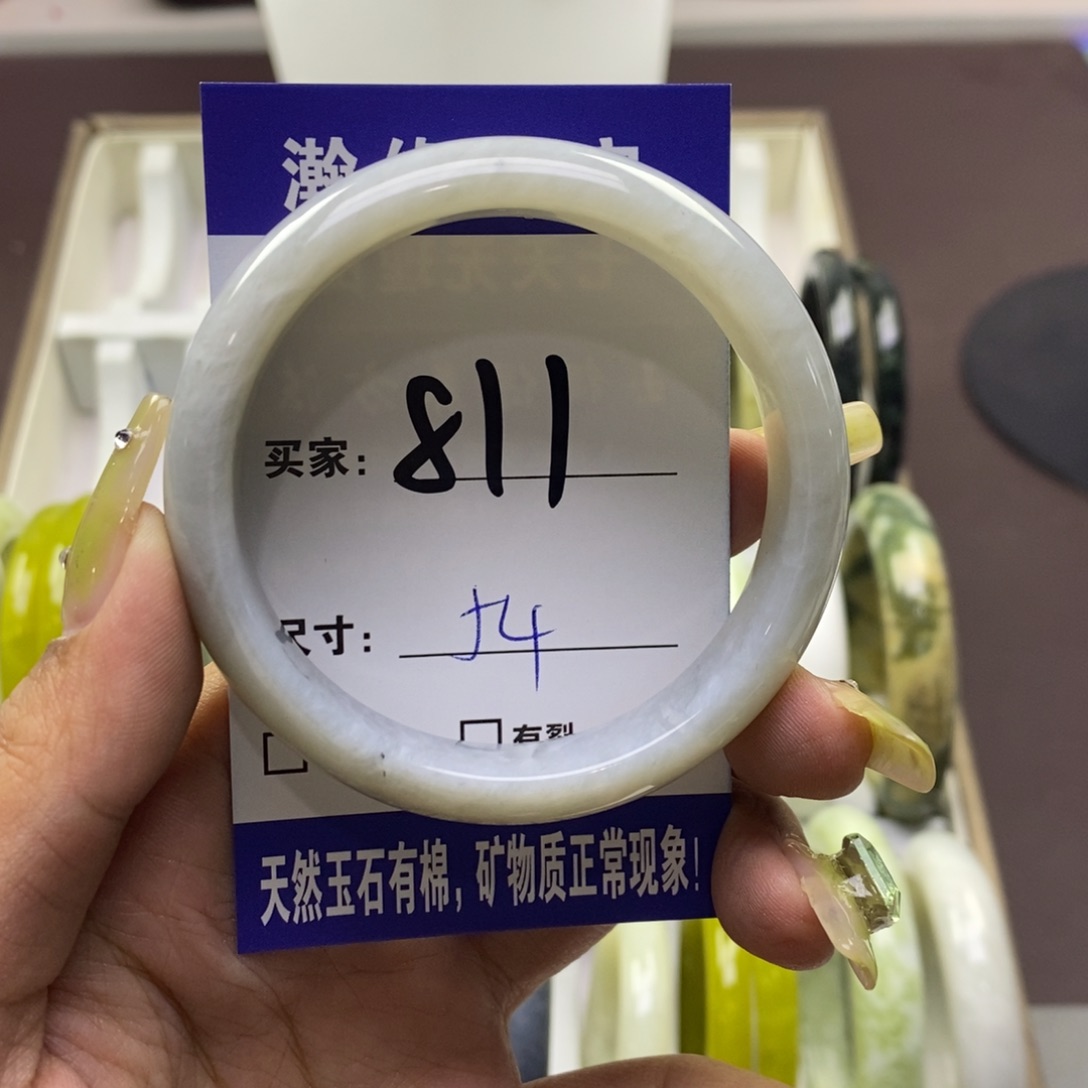 瀚
买家: 811
尺寸: 54
有裂
天然玉石有棉,矿物质正常现象!